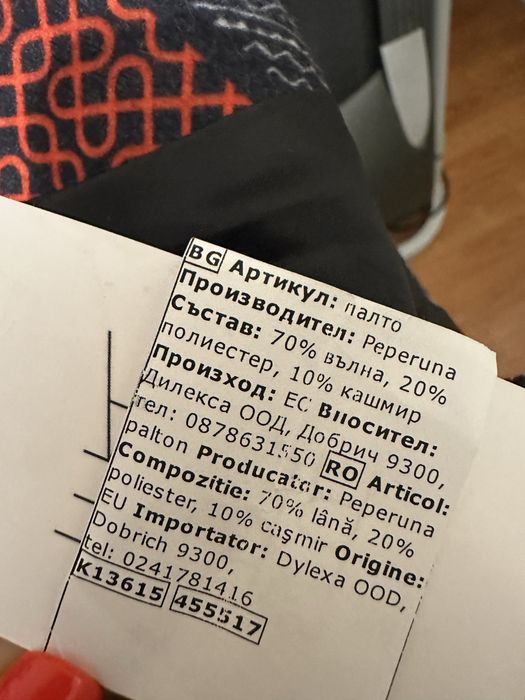 BG Артикул: палто
Производител: Peperuna
Състав: 70% вълна, 20%
полиестер, 10% кашмир
Произход: ЕС Вносител:
Дилекса ООД, Добрич 9300,
тел: 0878631550 RO Articol:
palton Producator: Peperuna
Compozitie: 70% lână, 20%
poliester, 10% cașmir Origine:
EU Importator: Dylexa OOD,
Dobrich 9300,
tel: 0241781416
K13615 455517